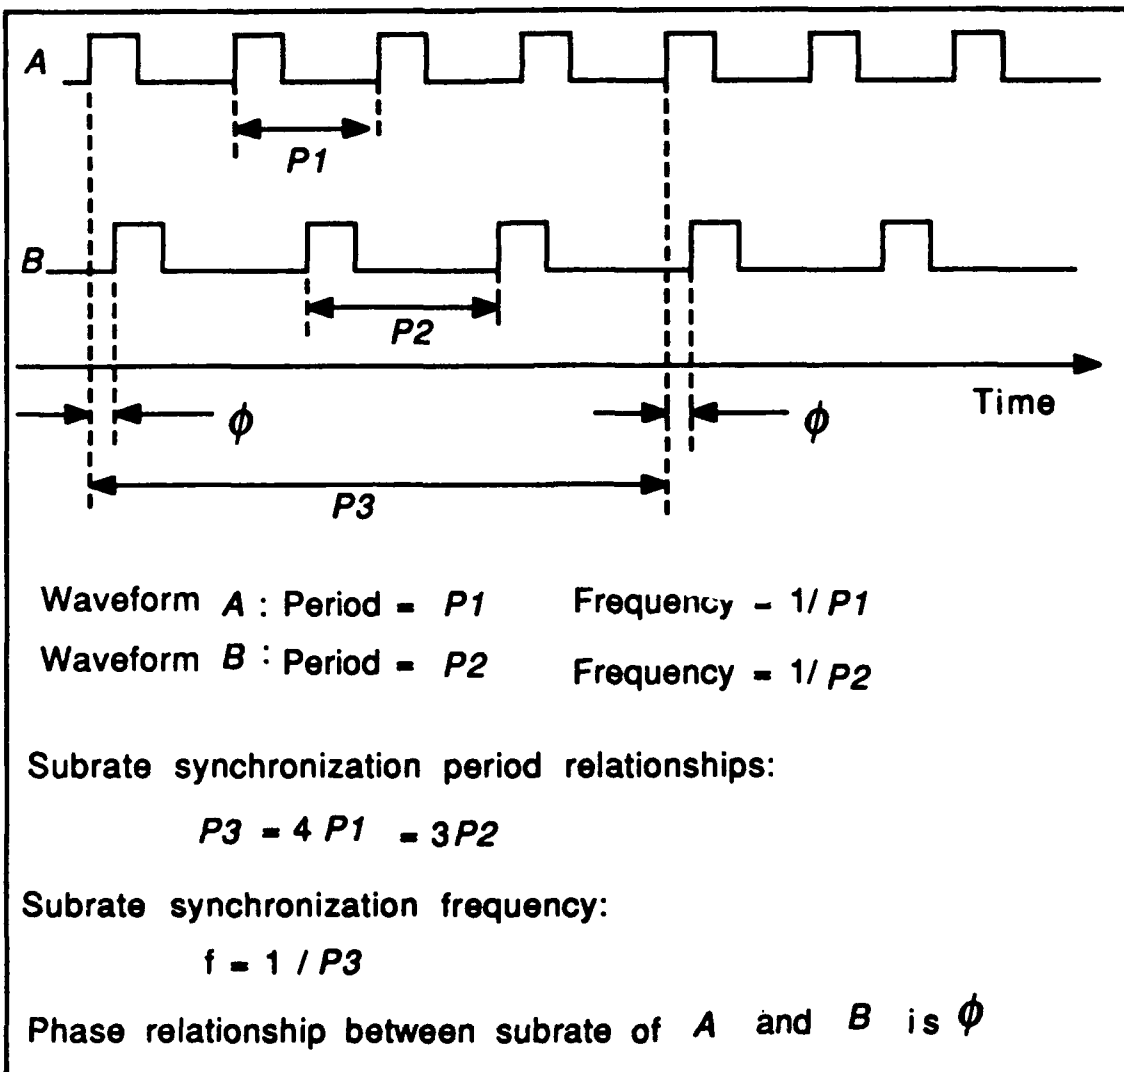 A
P1
B
P2
Time
ϕ ϕ
P3
Waveform A : Period = P1 Frequency - 1/ P1
Waveform B : Period = P2 Frequency = 1/ P2
Subrate synchronization period relationships:
P3 = 4 P1 = 3P2
Subrate synchronization frequency:
f = 1 / P3
Phase relationship between subrate of A and B is ϕ